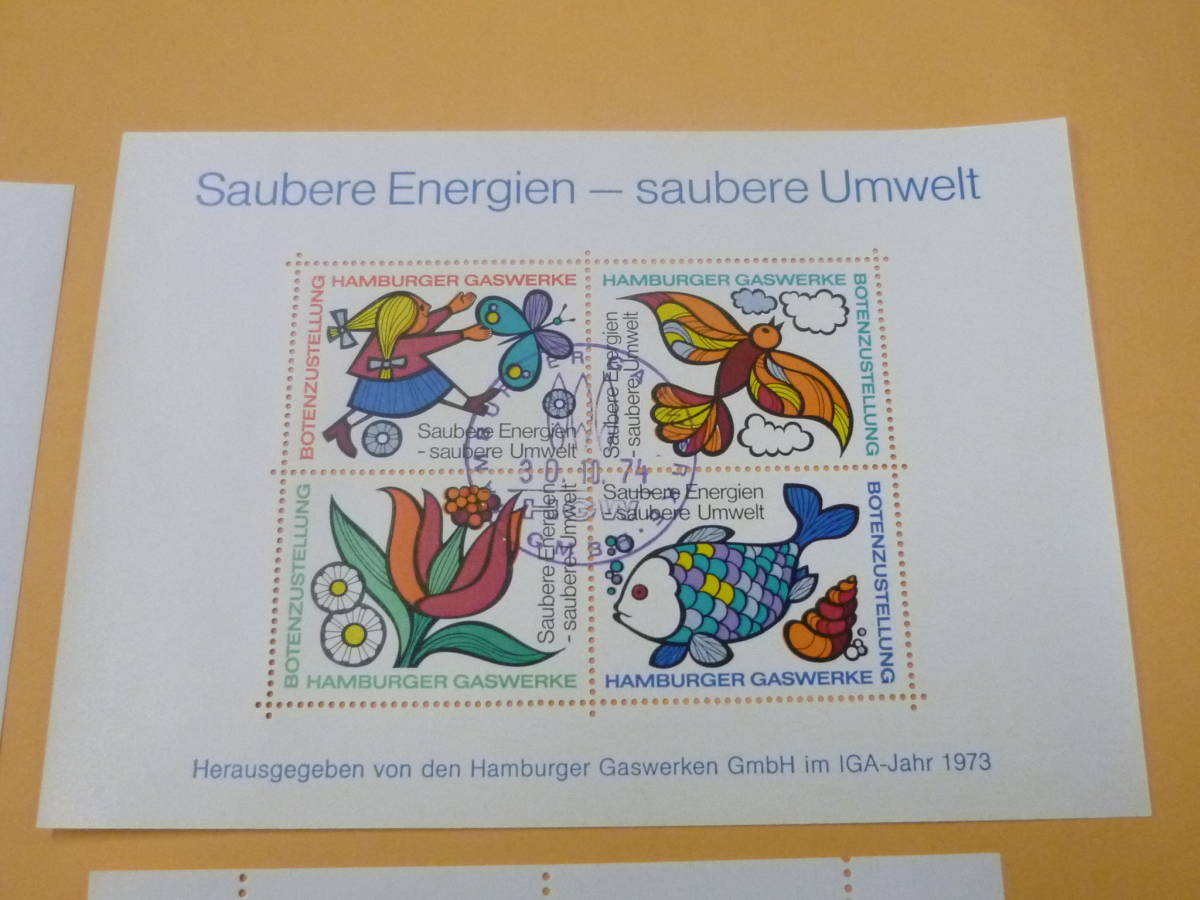 Saubere Energien — saubere Umwelt
BOTENZUSTELLUNG
HAMBURGER GASWERKE
Saubere Energien
- saubere Umwelt
HAMBURGER GASWERKE
BOTENZUSTELLUNG
Saubere Energien
- saubere Umwelt
BOTENZUSTELLUNG
HAMBURGER GASWERKE
Saubere Energien
- saubere Umwelt
Saubere Energien
- saubere Umwelt
BOTENZUSTELLUNG
HAMBURGER GASWERKE
74
Herausgegeben von den Hamburger Gaswerken GmbH im IGA-Jahr 1973